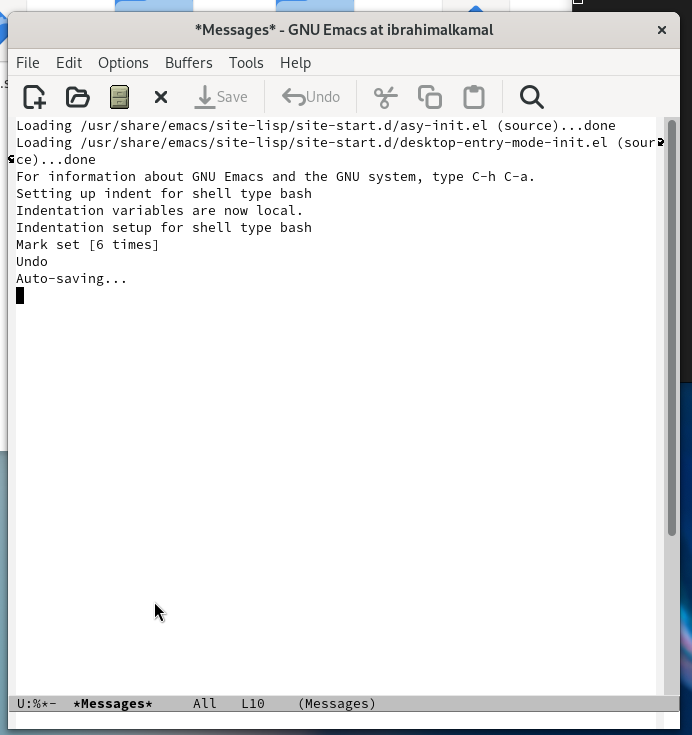 *Messages* - GNU Emacs at ibrahimalkamal
File Edit Options Buffers Tools Help
Save Undo
Loading /usr/share/emacs/site-lisp/site-start.d/asy-init.el (source)...done
Loading /usr/share/emacs/site-lisp/site-start.d/desktop-entry-mode-init.el (sour
ce)...done
For information about GNU Emacs and the GNU system, type C-h C-a.
Setting up indent for shell type bash
Indentation variables are now local.
Indentation setup for shell type bash
Mark set [6 times]
Undo
Auto-saving...
U:%*- *Messages* All L10 (Messages)